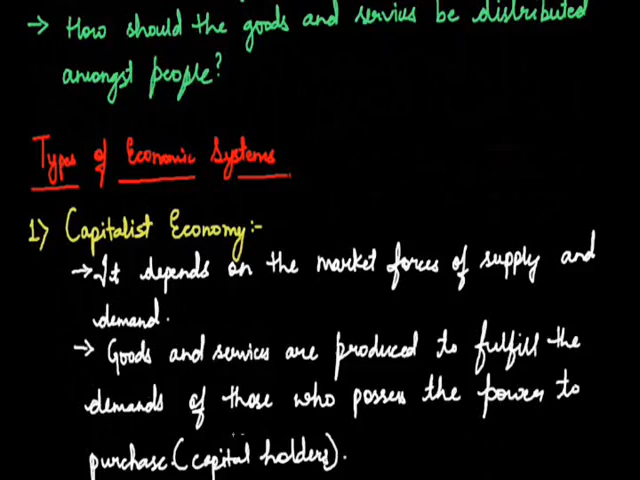 → How should the goods and services be distributed
amongst people?
Types of Economic Systems
1) Capitalist Economy:-
→ It depends on the market forces of supply and
demand.
→ Goods and services are produced to fulfill the
demands of those who possess the power to
purchase.(capital holders).